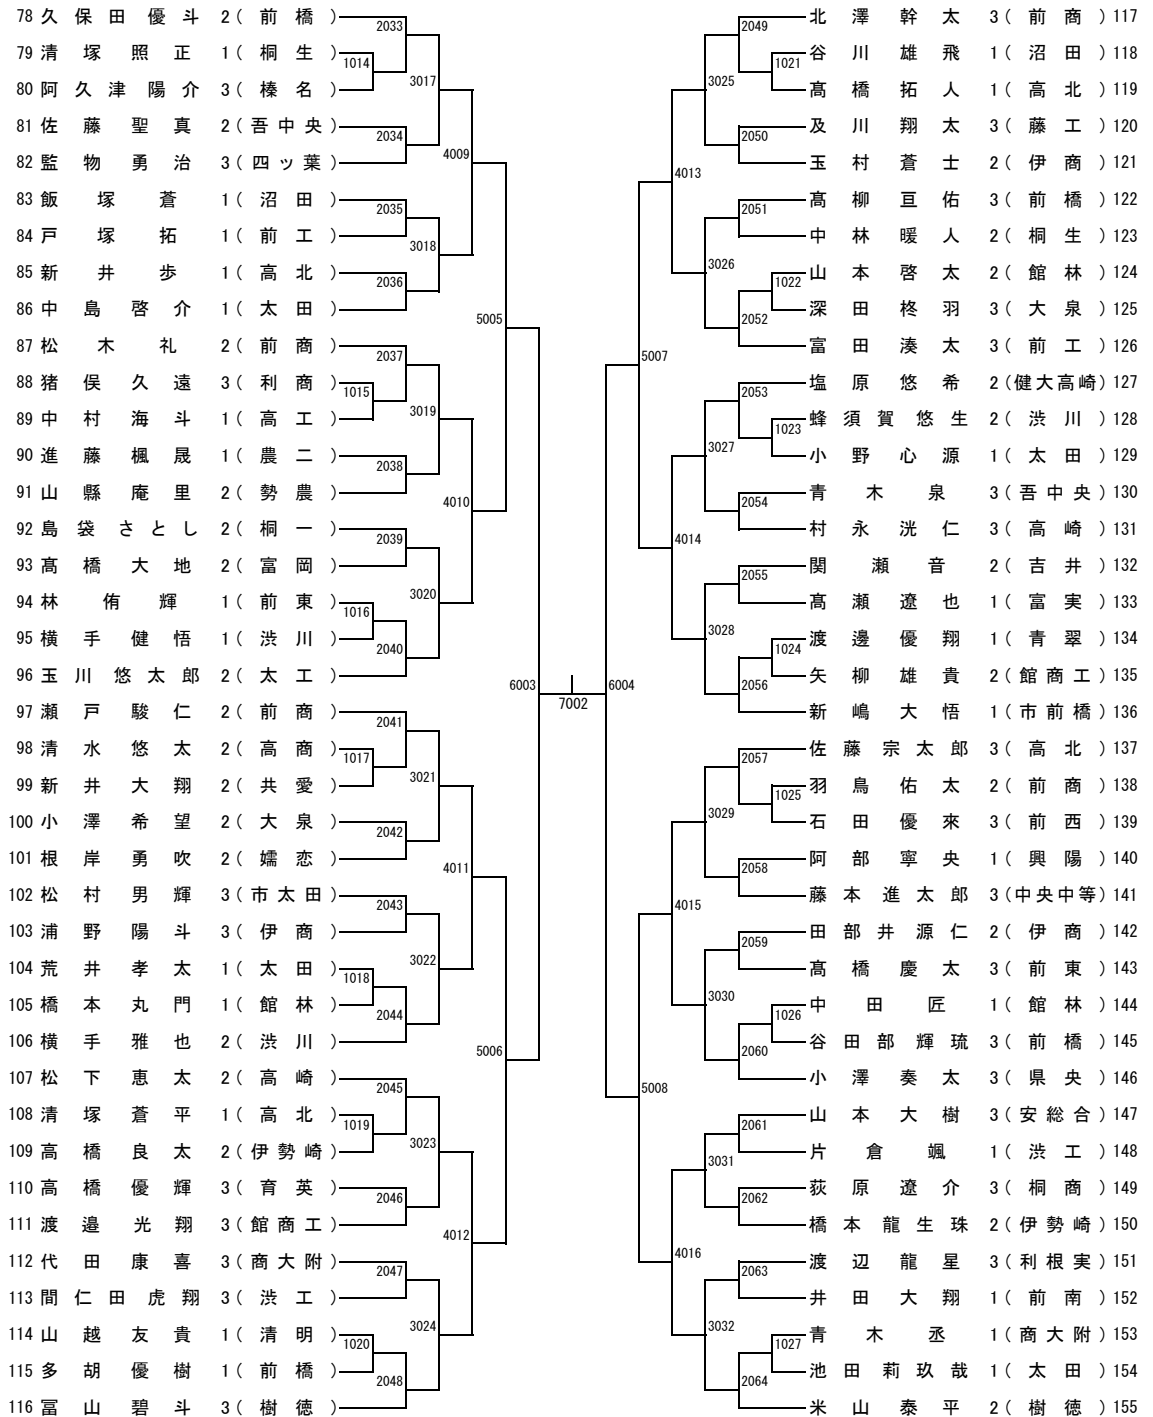 78 久保田優斗 2(前橋)
79 清塚照正 1(桐生)
80 阿久津陽介 3(榛名)
81 佐藤聖真 2(吾中央)
82 監物勇治 3(四ッ葉)
83 飯塚蒼 1(沼田)
84 戸塚拓 1(前工)
85 新井歩 1(高北)
86 中島啓介 1(太田)
87 松木礼 2(前商)
88 猪俣久遠 3(利商)
89 中村海斗 1(高工)
90 進藤楓晟 1(農二)
91 山縣庵里 2(勢農)
92 島袋さとし 2(桐一)
93 髙橋大地 2(富岡)
94 林侑輝 1(前東)
95 横手健悟 1(渋川)
96 玉川悠太郎 2(太工)
97 瀬戸駿仁 2(前商)
98 清水悠太 2(高商)
99 新井大翔 2(共愛)
100 小澤希望 2(大泉)
101 根岸勇吹 2(嬬恋)
102 松村男輝 3(市太田)
103 浦野陽斗 3(伊商)
104 荒井孝太 1(太田)
105 橋本丸門 1(館林)
106 横手雅也 2(渋川)
107 松下恵太 2(高崎)
108 清塚蒼平 1(高北)
109 高橋良太 2(伊勢崎)
110 高橋優輝 3(育英)
111 渡邉光翔 3(館商工)
112 代田康喜 3(商大附)
113 間仁田虎翔 3(渋工)
114 山越友貴 1(清明)
115 多胡優樹 1(前橋)
116 冨山碧斗 3(樹徳)
2033
1014
3017
2034
4009
2035
3018
2036
5005
2037
1015
3019
2038
4010
2039
3020
1016
2040
6003
2041
1017
3021
2042
4011
2043
3022
1018
2044
5006
2045
1019
3023
2046
4012
2047
3024
1020
2048
7002
6004
2049
1021
3025
2050
4013
2051
3026
1022
2052
5007
2053
1023
3027
2054
4014
2055
3028
1024
2056
2057
1025
3029
2058
4015
2059
3030
1026
2060
5008
2061
3031
2062
4016
2063
3032
1027
2064
北澤幹太 3(前商) 117
谷川雄飛 1(沼田) 118
髙橋拓人 1(高北) 119
及川翔太 3(藤工) 120
玉村蒼士 2(伊商) 121
髙柳亘佑 3(前橋) 122
中林暖人 2(桐生) 123
山本啓太 2(館林) 124
深田柊羽 3(大泉) 125
富田湊太 3(前工) 126
塩原悠希 2(健大高崎) 127
蜂須賀悠生 2(渋川) 128
小野心源 1(太田) 129
青木泉 3(吾中央) 130
村永洸仁 3(高崎) 131
関瀬音 2(吉井) 132
髙瀬遼也 1(富実) 133
渡邊優翔 1(青翠) 134
矢柳雄貴 2(館商工) 135
新嶋大悟 1(市前橋) 136
佐藤宗太郎 3(高北) 137
羽鳥佑太 2(前商) 138
石田優來 3(前西) 139
阿部寧央 1(興陽) 140
藤本進太郎 3(中央中等) 141
田部井源仁 2(伊商) 142
髙橋慶太 3(前東) 143
中田匠 1(館林) 144
谷田部輝琉 3(前橋) 145
小澤奏太 3(県央) 146
山本大樹 3(安総合) 147
片倉颯 1(渋工) 148
荻原遼介 3(桐商) 149
橋本龍生珠 2(伊勢崎) 150
渡辺龍星 3(利根実) 151
井田大翔 1(前南) 152
青木丞 1(商大附) 153
池田莉玖哉 1(太田) 154
米山泰平 2(樹徳) 155